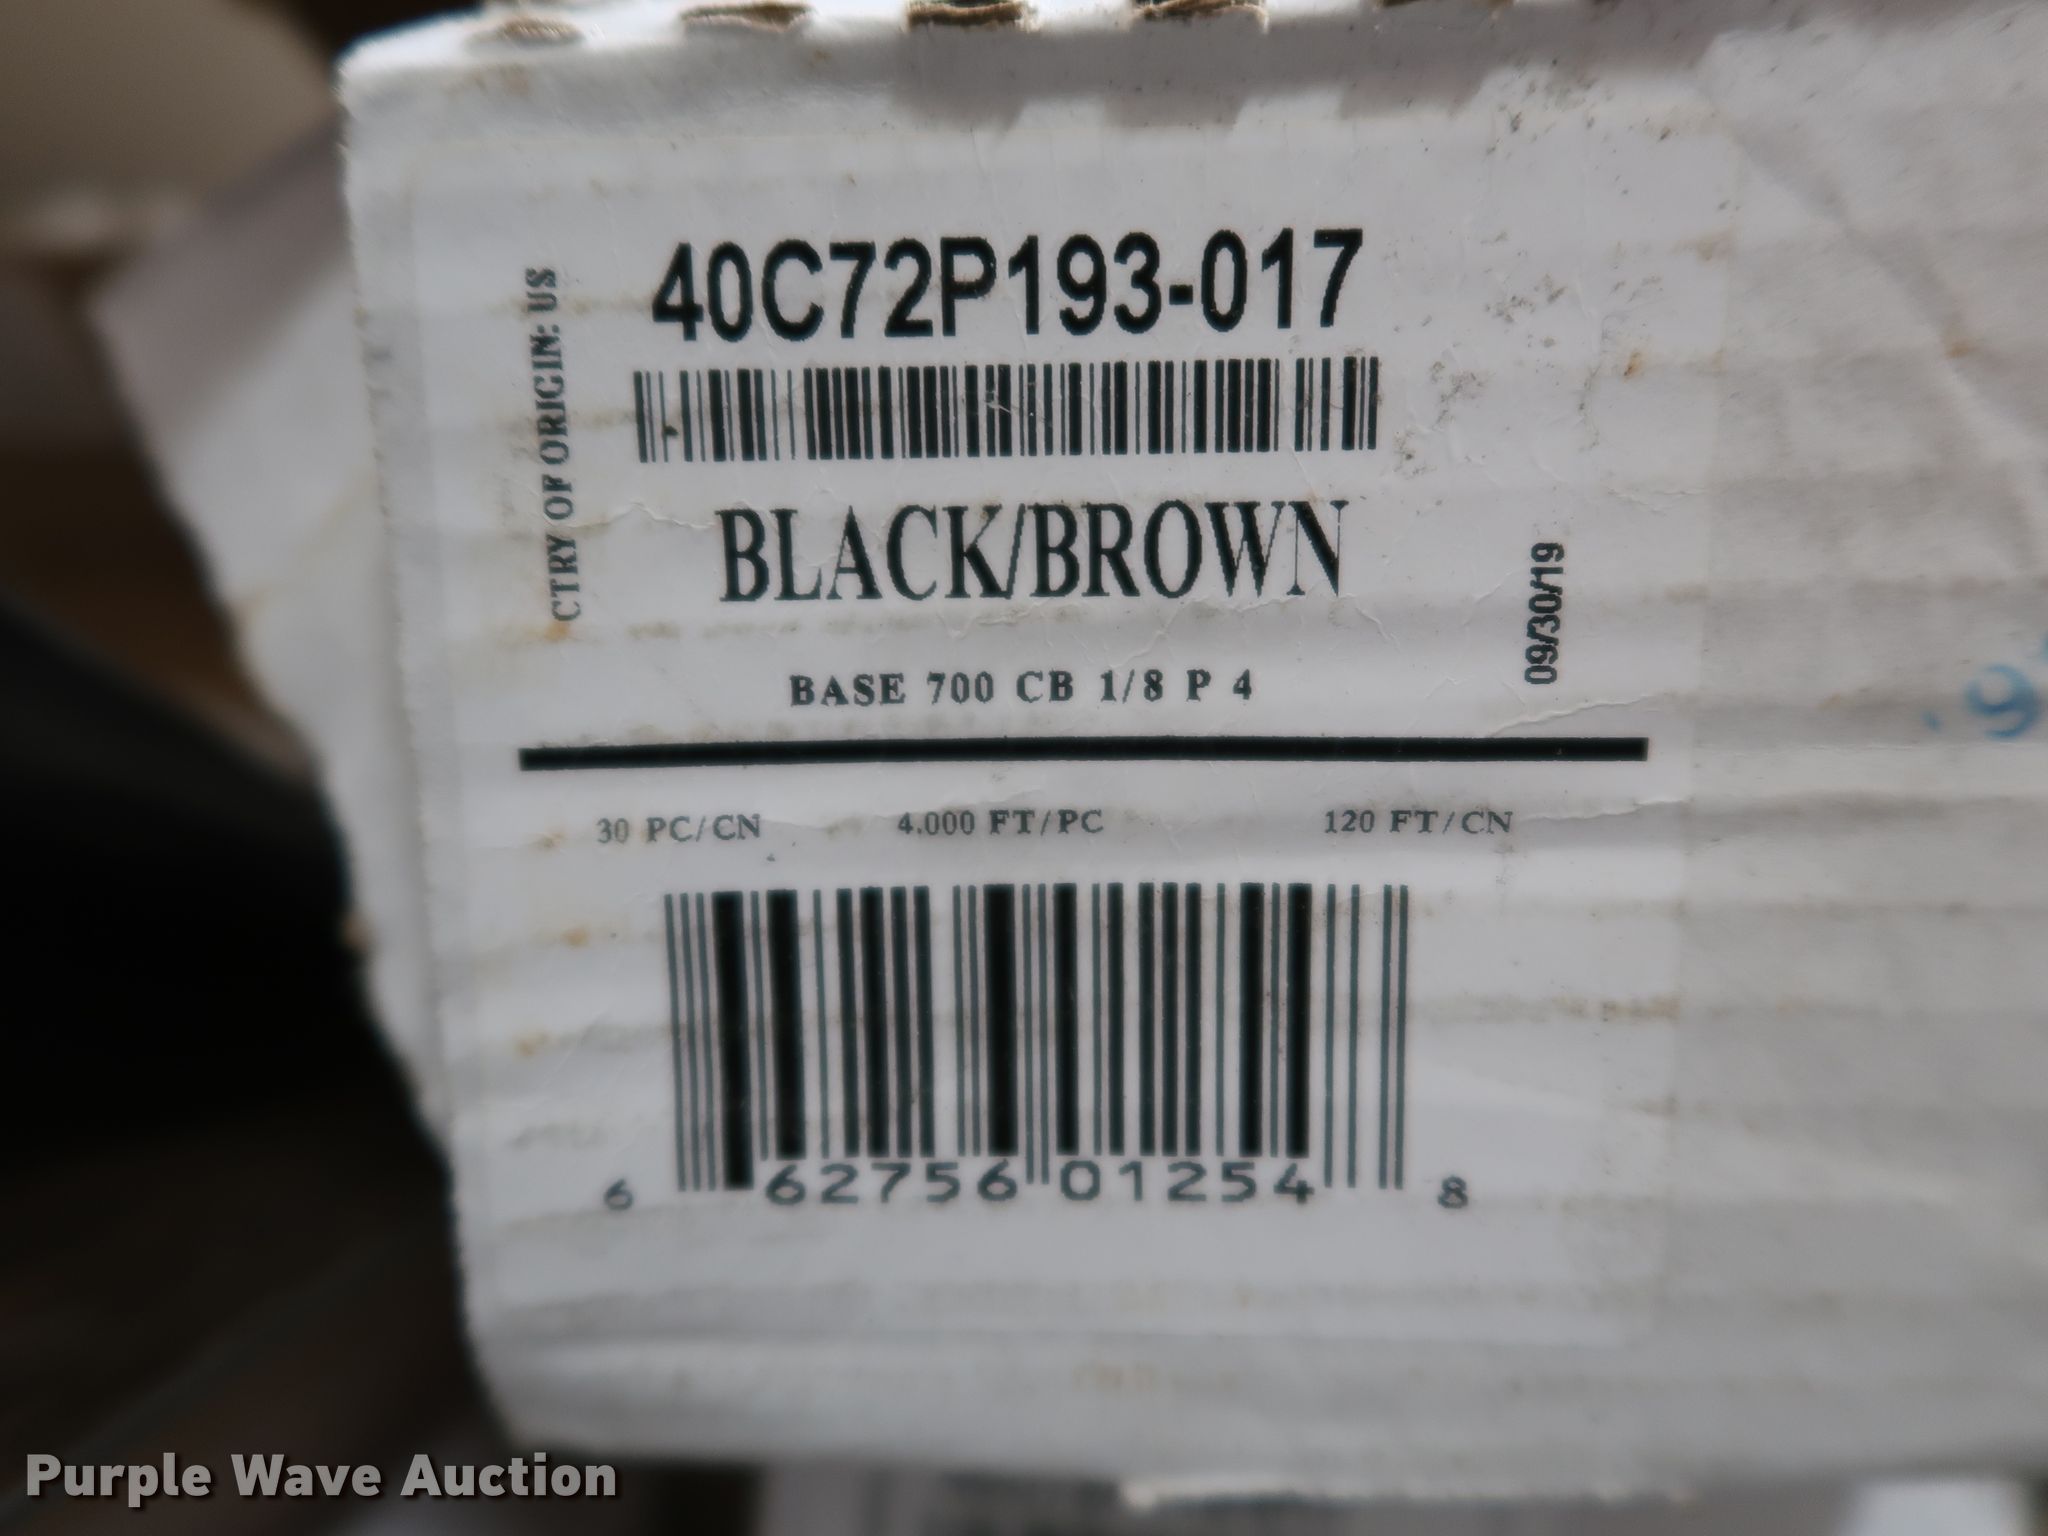 40C72P193-017
CTRY OF ORIGIN: US
BLACK/BROWN
09/30/19
BASE 700 CB 1/8 P 4
30 PC/CN 4.000 FT/PC 120 FT/CN
6 62756 01254 8
Purple Wave Auction